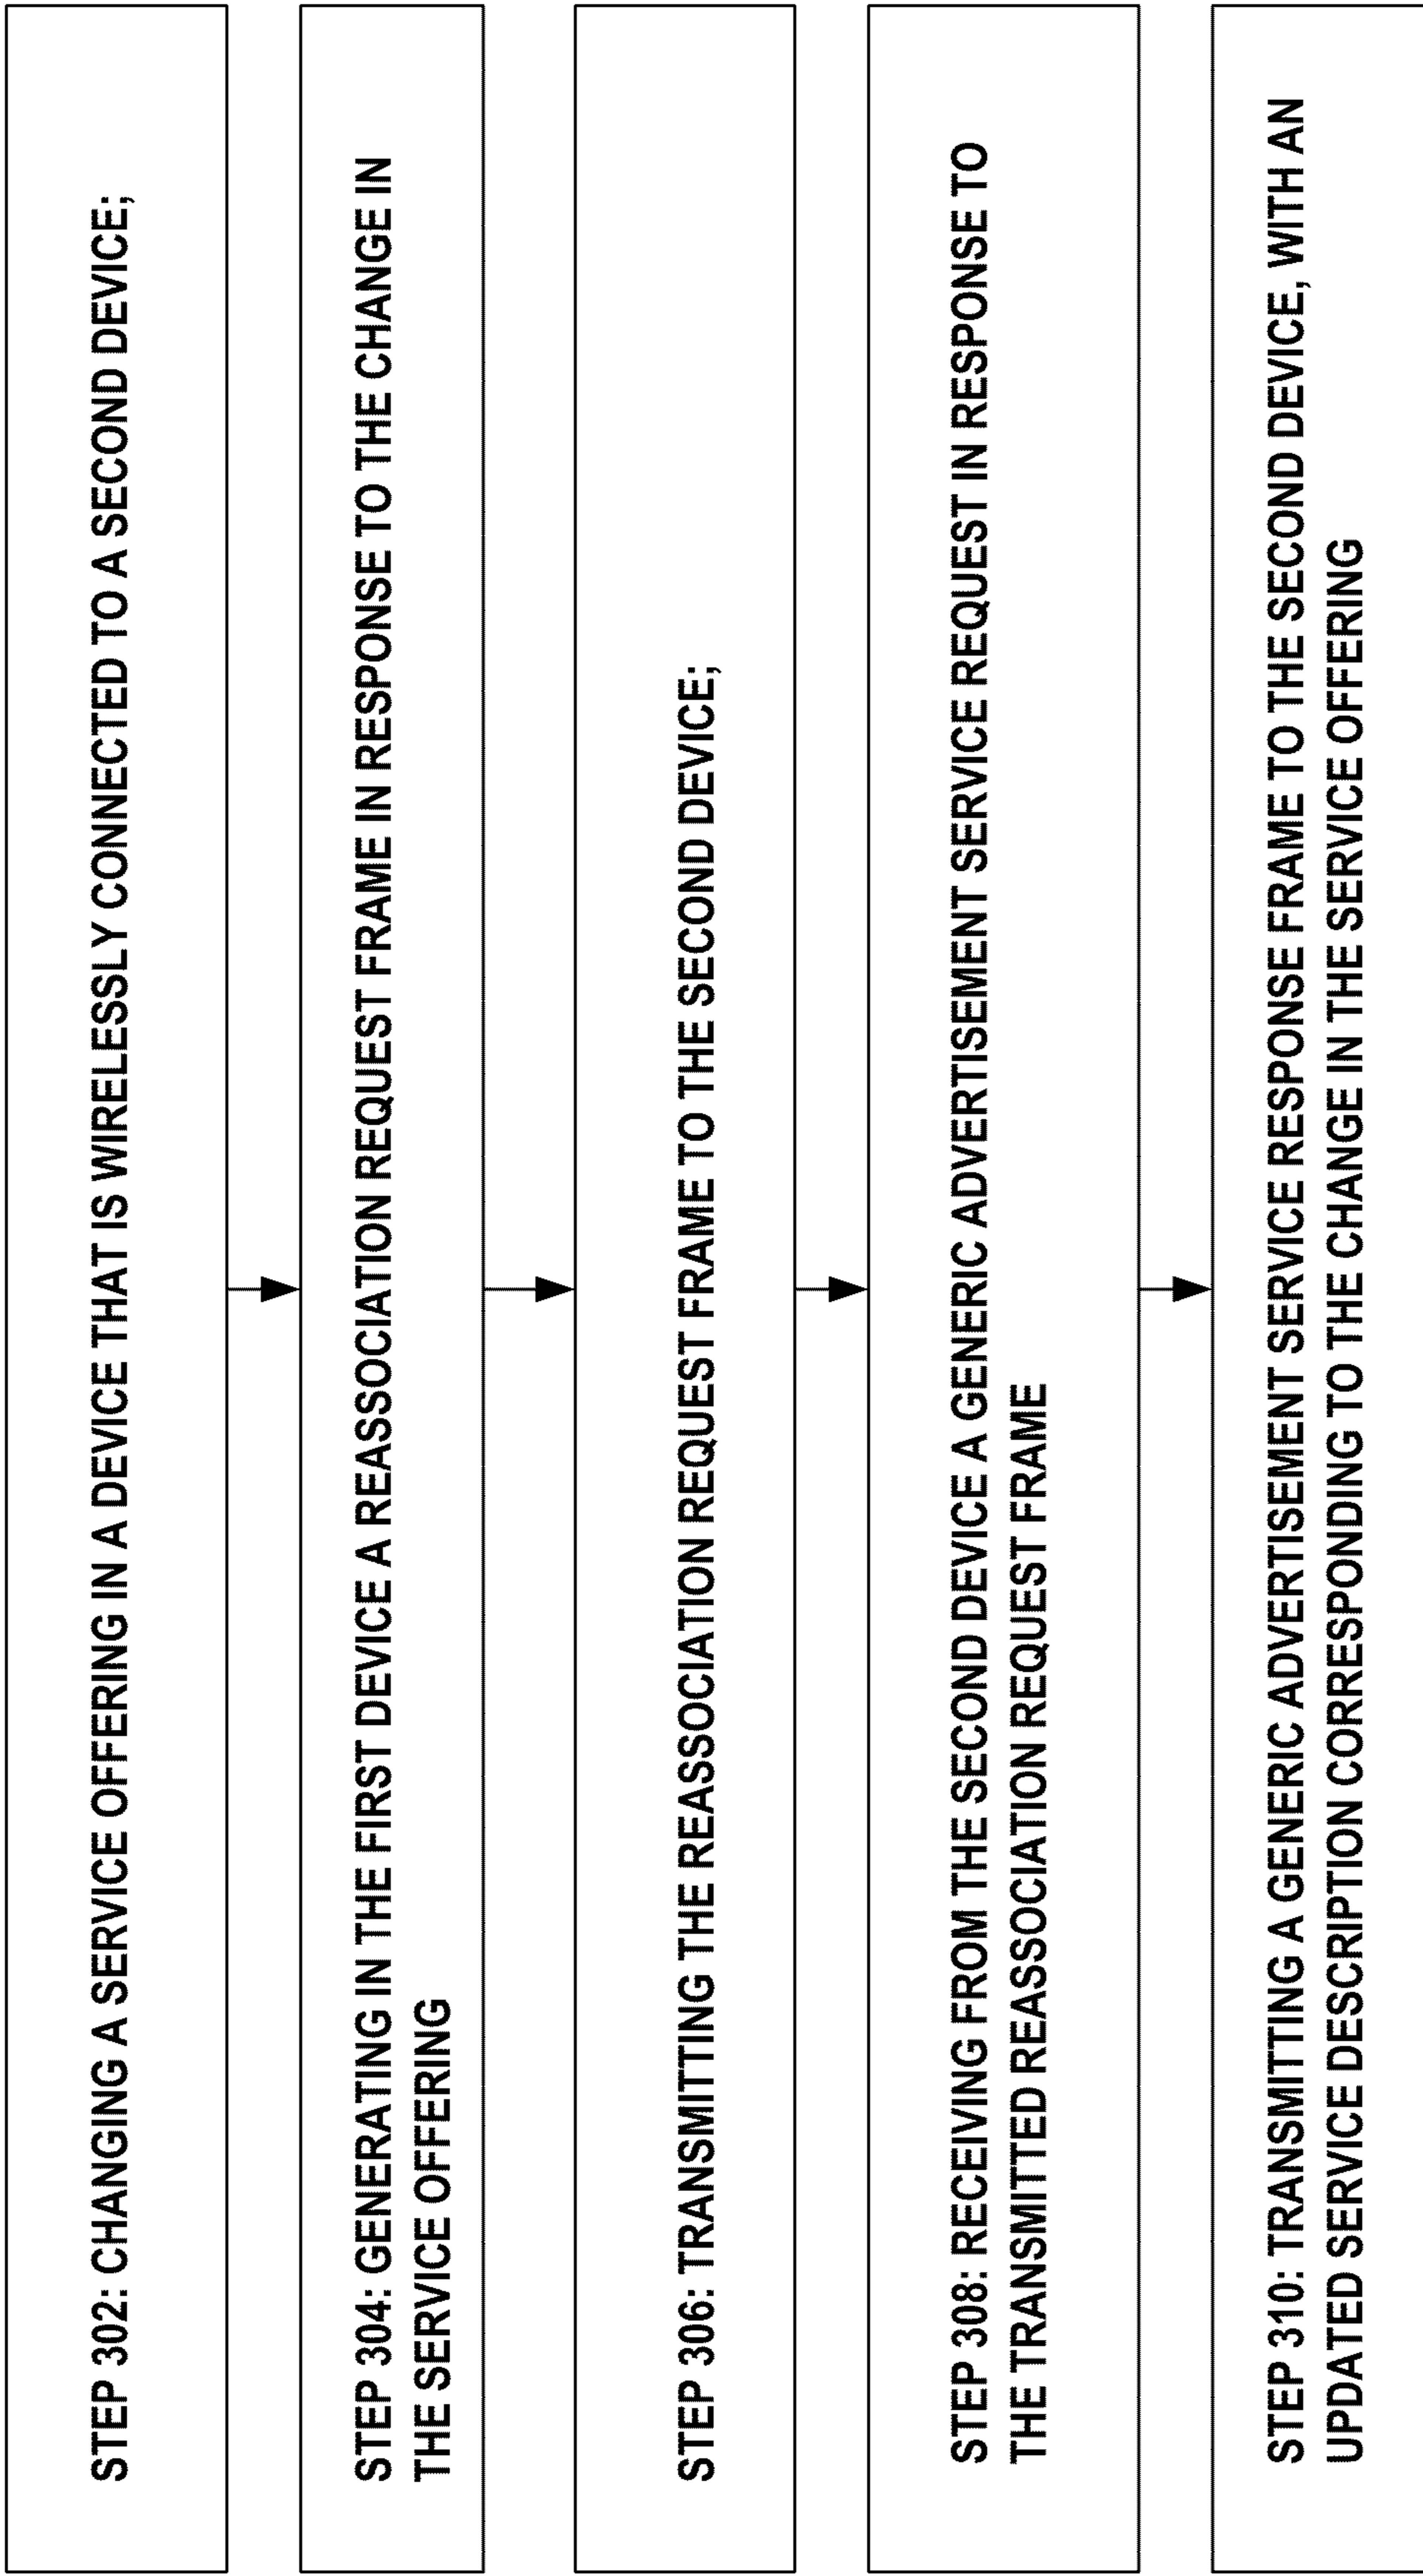 STEP 302: CHANGING A SERVICE OFFERING IN A DEVICE THAT IS WIRELESSLY CONNECTED TO A SECOND DEVICE;
STEP 304: GENERATING IN THE FIRST DEVICE A REASSOCIATION REQUEST FRAME IN RESPONSE TO THE CHANGE IN
THE SERVICE OFFERING
STEP 306: TRANSMITTING THE REASSOCIATION REQUEST FRAME TO THE SECOND DEVICE;
STEP 308: RECEIVING FROM THE SECOND DEVICE A GENERIC ADVERTISEMENT SERVICE REQUEST IN RESPONSE TO
THE TRANSMITTED REASSOCIATION REQUEST FRAME
STEP 310: TRANSMITTING A GENERIC ADVERTISEMENT SERVICE RESPONSE FRAME TO THE SECOND DEVICE, WITH AN
UPDATED SERVICE DESCRIPTION CORRESPONDING TO THE CHANGE IN THE SERVICE OFFERING